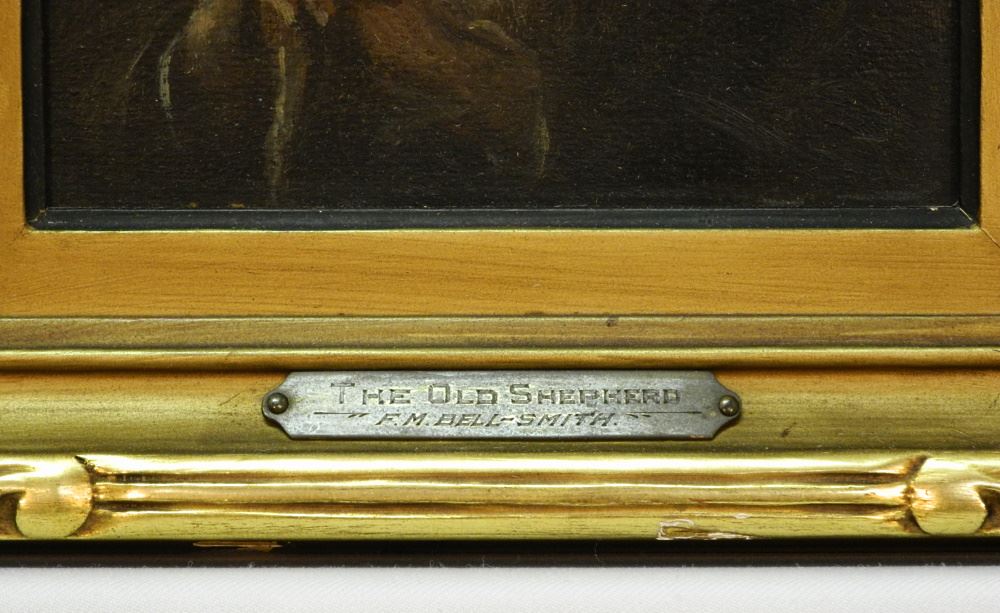 THE OLD SHEPHERD
" F. M. BELL-SMITH. "